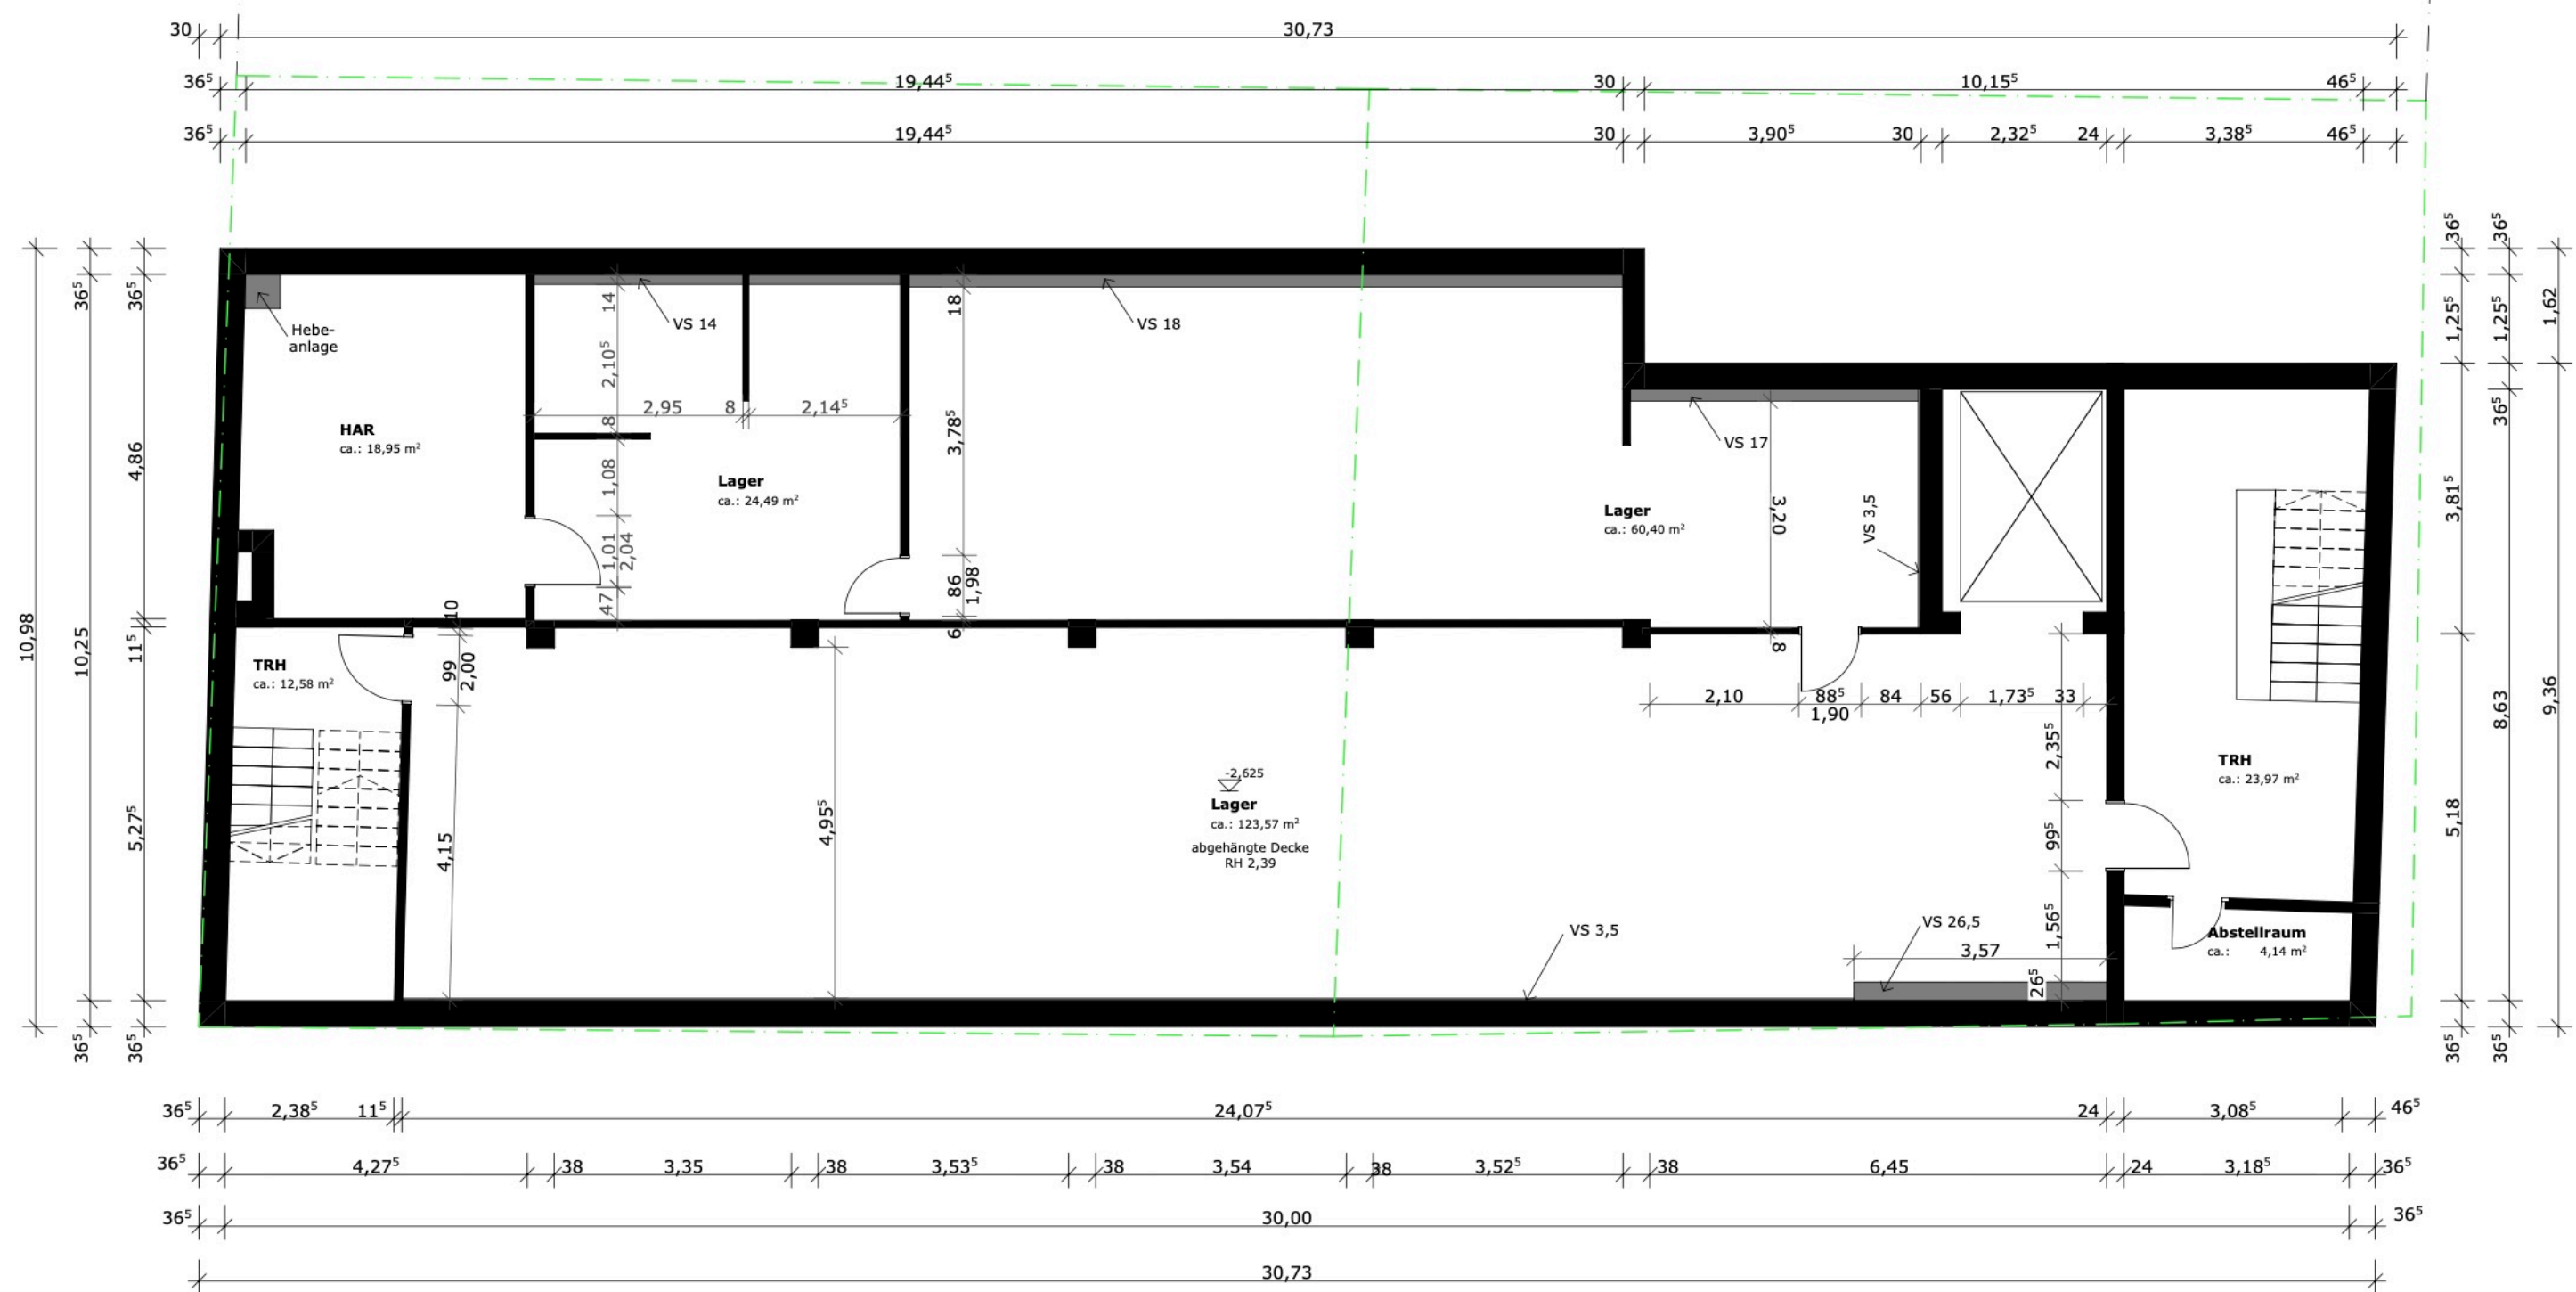 30 30,73
36⁵ 19,44⁵ 30 10,15⁵ 46⁵
36⁵ 19,44⁵ 30 3,90⁵ 30 2,32⁵ 24 3,38⁵ 46⁵
10,98
36⁵ 10,25 36⁵
36⁵ 4,86 11⁵ 5,27⁵ 36⁵
Hebe-
anlage
HAR
ca.: 18,95 m²
14 2,10⁵ 8 1,08 1,01 47
2,04
VS 14
2,95 8 2,14⁵
Lager
ca.: 24,49 m²
18 3,78⁵ 86 6
1,98
VS 18
VS 17
Lager
ca.: 60,40 m²
3,20 8
VS 3,5
10 99 4,15
2,00
TRH
ca.: 12,58 m²
4,95⁵
2,10 88⁵ 84 56 1,73⁵ 33
1,90
-2,625
Lager
ca.: 123,57 m²
abgehängte Decke
RH 2,39
2,35⁵ 99⁵ 1,56⁵ 26⁵
TRH
ca.: 23,97 m²
VS 3,5
VS 26,5
3,57
Abstellraum
ca.: 4,14 m²
36⁵ 1,25⁵ 3,81⁵ 5,18 36⁵
36⁵ 1,25⁵ 36⁵ 8,63 36⁵
1,62 9,36
36⁵ 2,38⁵ 11⁵ 24,07⁵ 24 3,08⁵ 46⁵
36⁵ 4,27⁵ 38 3,35 38 3,53⁵ 38 3,54 38 3,52⁵ 38 6,45 24 3,18⁵ 36⁵
36⁵ 30,00 36⁵
30,73